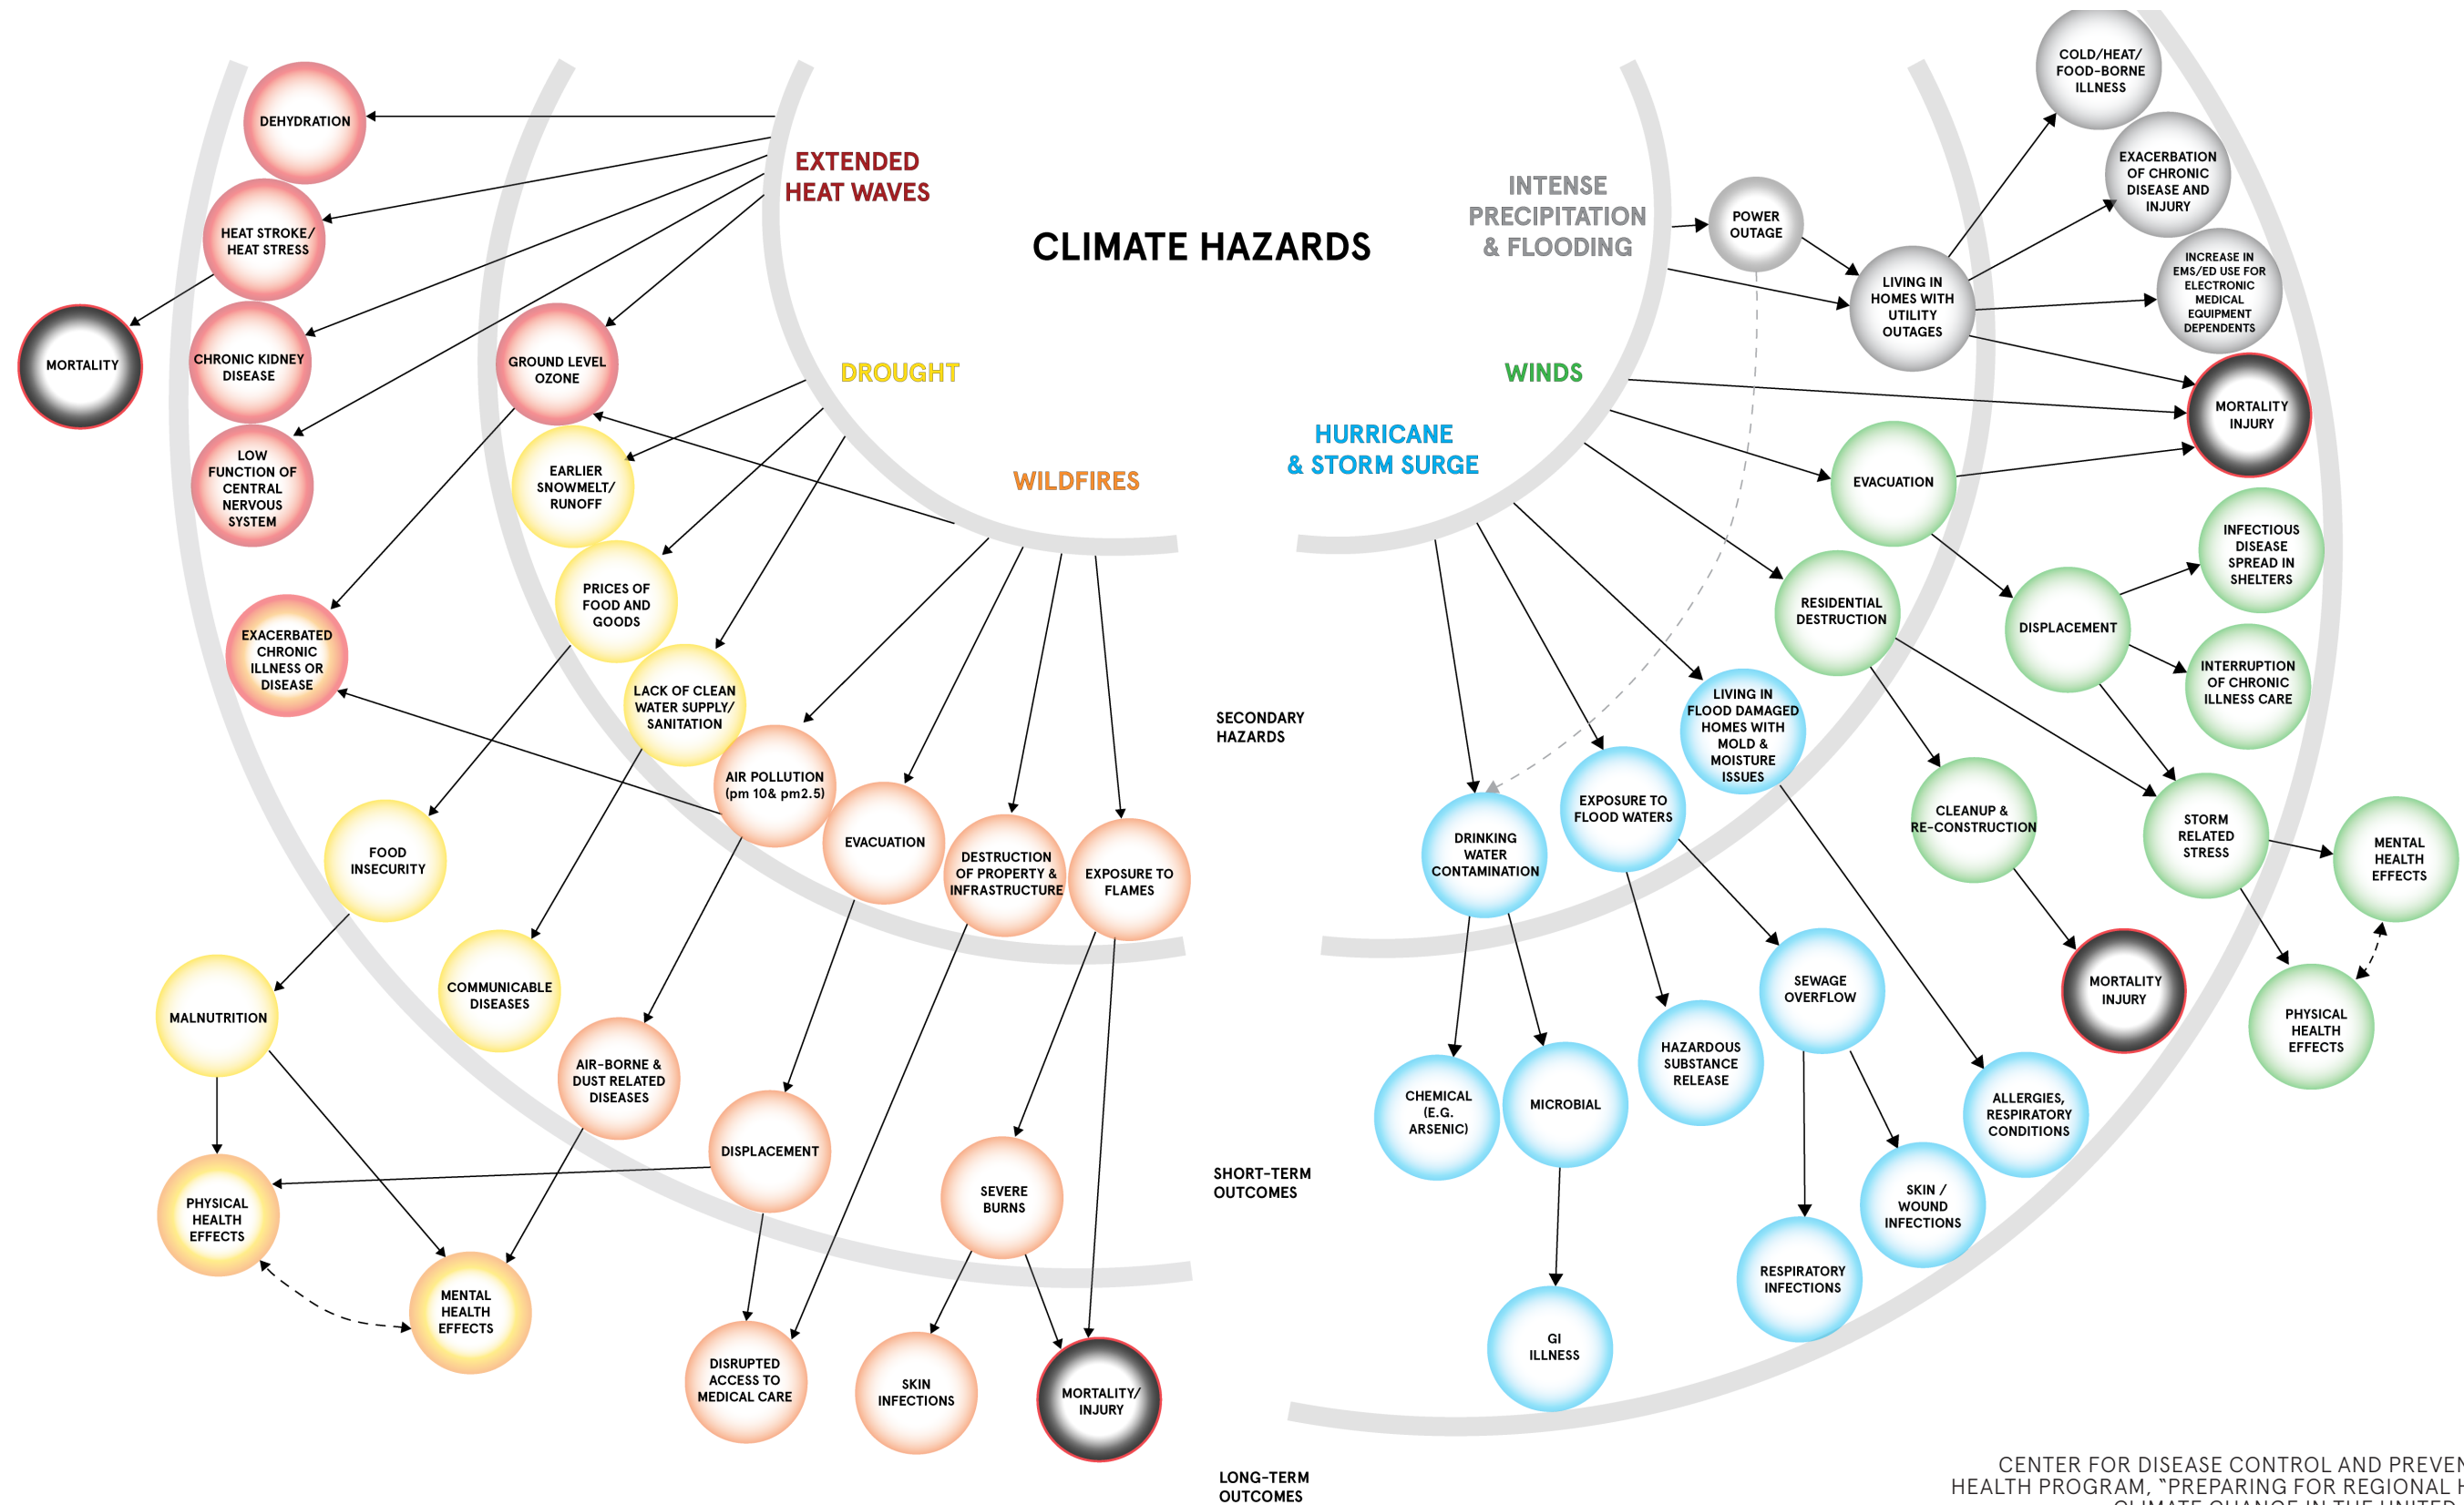 CLIMATE HAZARDS
EXTENDED
HEAT WAVES
DEHYDRATION
HEAT STROKE/
HEAT STRESS
MORTALITY
CHRONIC KIDNEY
DISEASE
LOW
FUNCTION OF
CENTRAL
NERVOUS
SYSTEM
GROUND LEVEL
OZONE
EXACERBATED
CHRONIC
ILLNESS OR
DISEASE
DROUGHT
EARLIER
SNOWMELT/
RUNOFF
PRICES OF
FOOD AND
GOODS
LACK OF CLEAN
WATER SUPPLY/
SANITATION
FOOD
INSECURITY
COMMUNICABLE
DISEASES
MALNUTRITION
PHYSICAL
HEALTH
EFFECTS
MENTAL
HEALTH
EFFECTS
WILDFIRES
AIR POLLUTION
(pm 10& pm2.5)
EVACUATION
DESTRUCTION
OF PROPERTY &
INFRASTRUCTURE
EXPOSURE TO
FLAMES
AIR-BORNE &
DUST RELATED
DISEASES
DISPLACEMENT
SEVERE
BURNS
DISRUPTED
ACCESS TO
MEDICAL CARE
SKIN
INFECTIONS
MORTALITY/
INJURY
SECONDARY
HAZARDS
SHORT-TERM
OUTCOMES
LONG-TERM
OUTCOMES
INTENSE
PRECIPITATION
& FLOODING
POWER
OUTAGE
LIVING IN
HOMES WITH
UTILITY
OUTAGES
COLD/HEAT/
FOOD-BORNE
ILLNESS
EXACERBATION
OF CHRONIC
DISEASE AND
INJURY
INCREASE IN
EMS/ED USE FOR
ELECTRONIC
MEDICAL
EQUIPMENT
DEPENDENTS
MORTALITY
INJURY
WINDS
EVACUATION
RESIDENTIAL
DESTRUCTION
DISPLACEMENT
INFECTIOUS
DISEASE
SPREAD IN
SHELTERS
INTERRUPTION
OF CHRONIC
ILLNESS CARE
CLEANUP &
RE-CONSTRUCTION
STORM
RELATED
STRESS
MENTAL
HEALTH
EFFECTS
PHYSICAL
HEALTH
EFFECTS
MORTALITY
INJURY
HURRICANE
& STORM SURGE
LIVING IN
FLOOD DAMAGED
HOMES WITH
MOLD &
MOISTURE
ISSUES
EXPOSURE TO
FLOOD WATERS
DRINKING
WATER
CONTAMINATION
CHEMICAL
(E.G.
ARSENIC)
MICROBIAL
HAZARDOUS
SUBSTANCE
RELEASE
SEWAGE
OVERFLOW
ALLERGIES,
RESPIRATORY
CONDITIONS
SKIN /
WOUND
INFECTIONS
RESPIRATORY
INFECTIONS
GI
ILLNESS
CENTER FOR DISEASE CONTROL AND PREVEN
HEALTH PROGRAM, “PREPARING FOR REGIONAL H
CLIMATE CHANGE IN THE UNITED